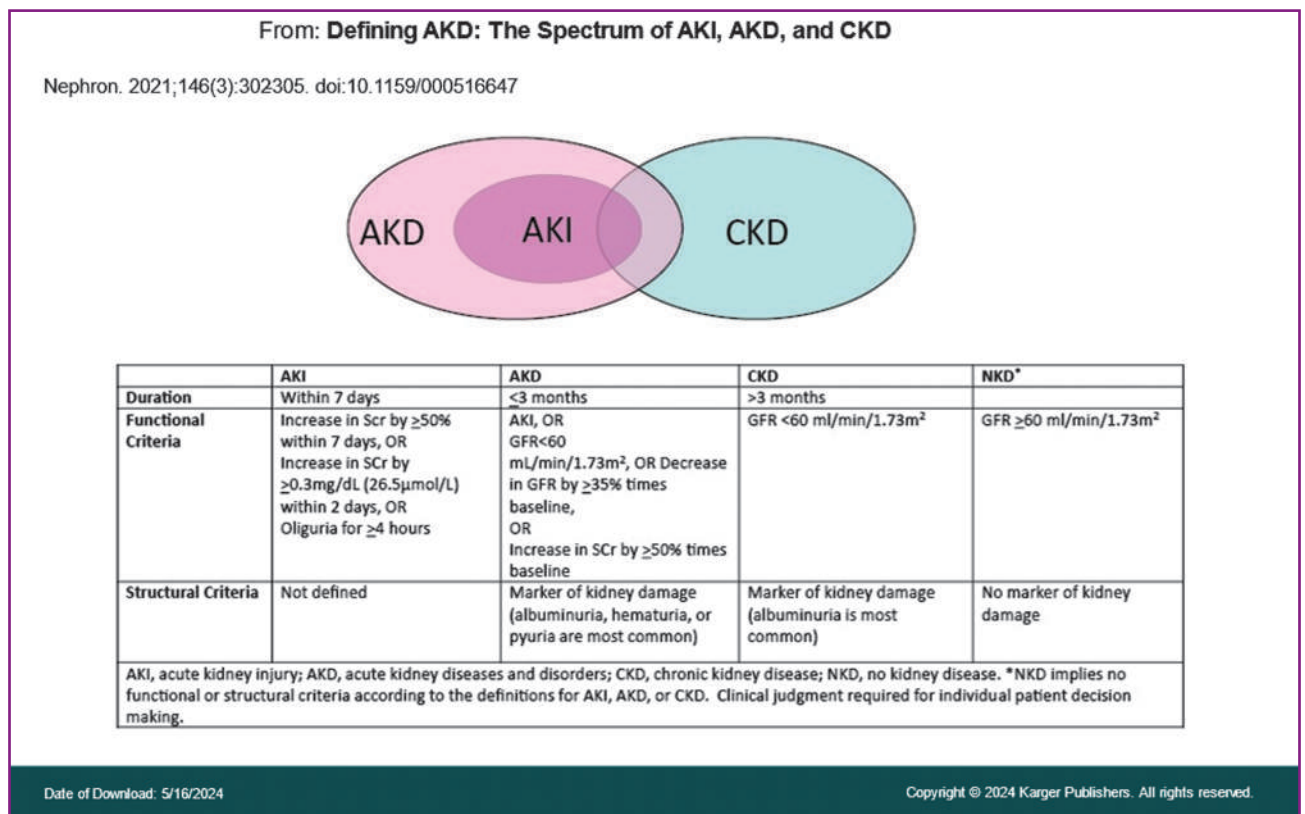 From: Defining AKD: The Spectrum of AKI, AKD, and CKD
Nephron. 2021;146(3):302305. doi:10.1159/000516647
AKD
AKI
CKD
AKI AKD CKD NKD*
Duration Within 7 days ≤3 months >3 months
Functional Criteria
Increase in Scr by ≥50%
within 7 days, OR
Increase in SCr by
≥0.3mg/dL (26.5µmol/L)
within 2 days, OR
Oliguria for ≥4 hours
AKI, OR
GFR<60
mL/min/1.73m², OR Decrease
in GFR by ≥35% times
baseline,
OR
Increase in SCr by ≥50% times
baseline
GFR <60 ml/min/1.73m²
GFR ≥60 ml/min/1.73m²
Structural Criteria
Not defined
Marker of kidney damage
(albuminuria, hematuria, or
pyuria are most common)
Marker of kidney damage
(albuminuria is most
common)
No marker of kidney
damage
AKI, acute kidney injury; AKD, acute kidney diseases and disorders; CKD, chronic kidney disease; NKD, no kidney disease. *NKD implies no
functional or structural criteria according to the definitions for AKI, AKD, or CKD. Clinical judgment required for individual patient decision
making.
Date of Download: 5/16/2024
Copyright © 2024 Karger Publishers. All rights reserved.